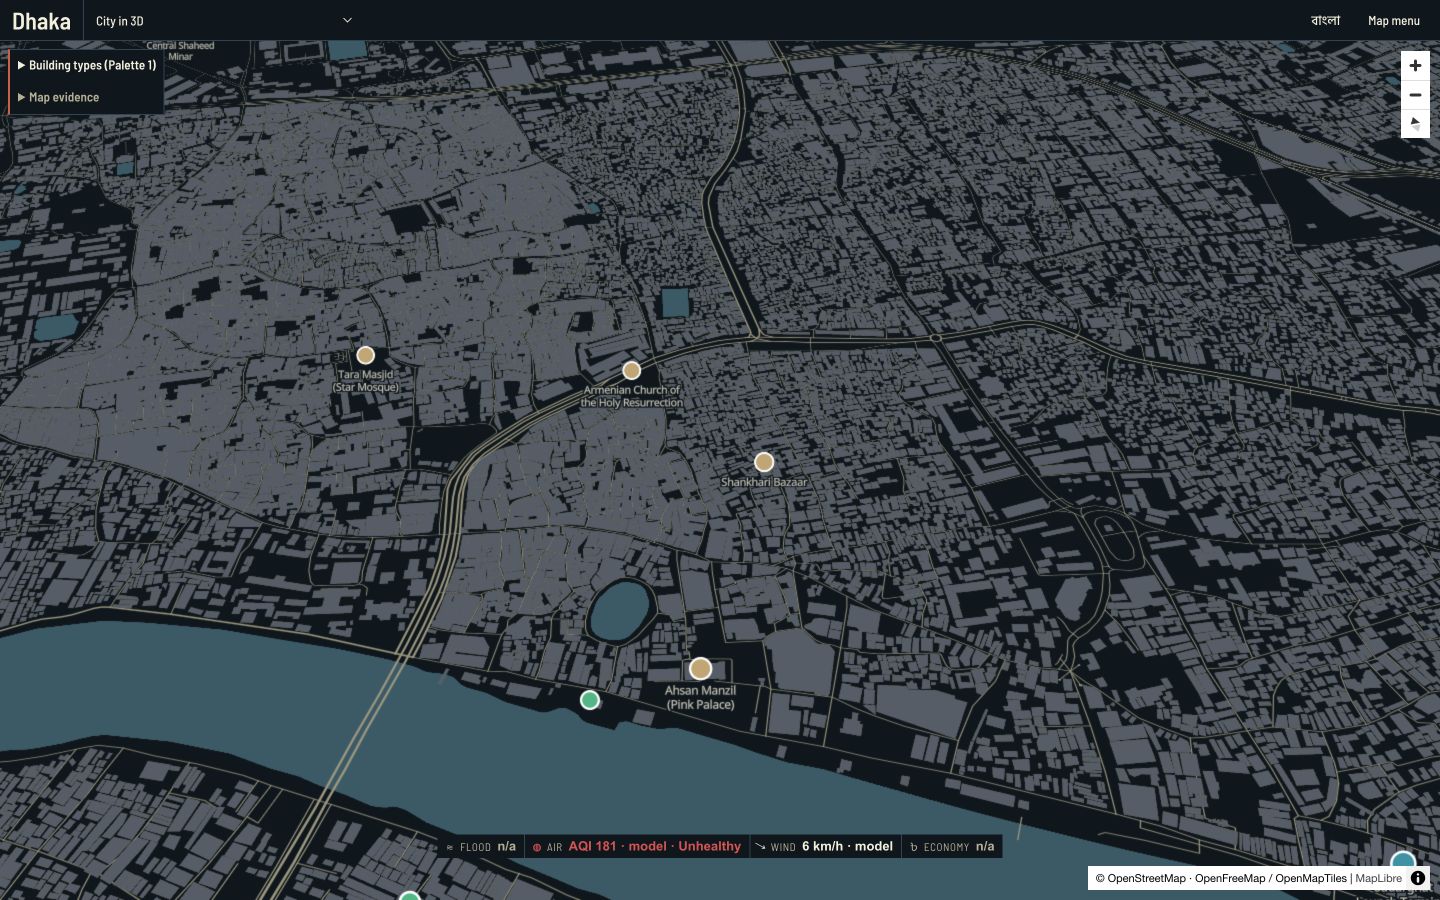 Dhaka
City in 3D
বাংলা
Map menu
Central Shaheed
Minar
Building types (Palette 1)
Map evidence
Tara Masjid
(Star Mosque)
Armenian Church of
the Holy Resurrection
Shankhari Bazaar
Ahsan Manzil
(Pink Palace)
≈ FLOOD n/a
AIR AQI 181 · model · Unhealthy
WIND 6 km/h · model
৳ ECONOMY n/a
© OpenStreetMap · OpenFreeMap / OpenMapTiles | MapLibre